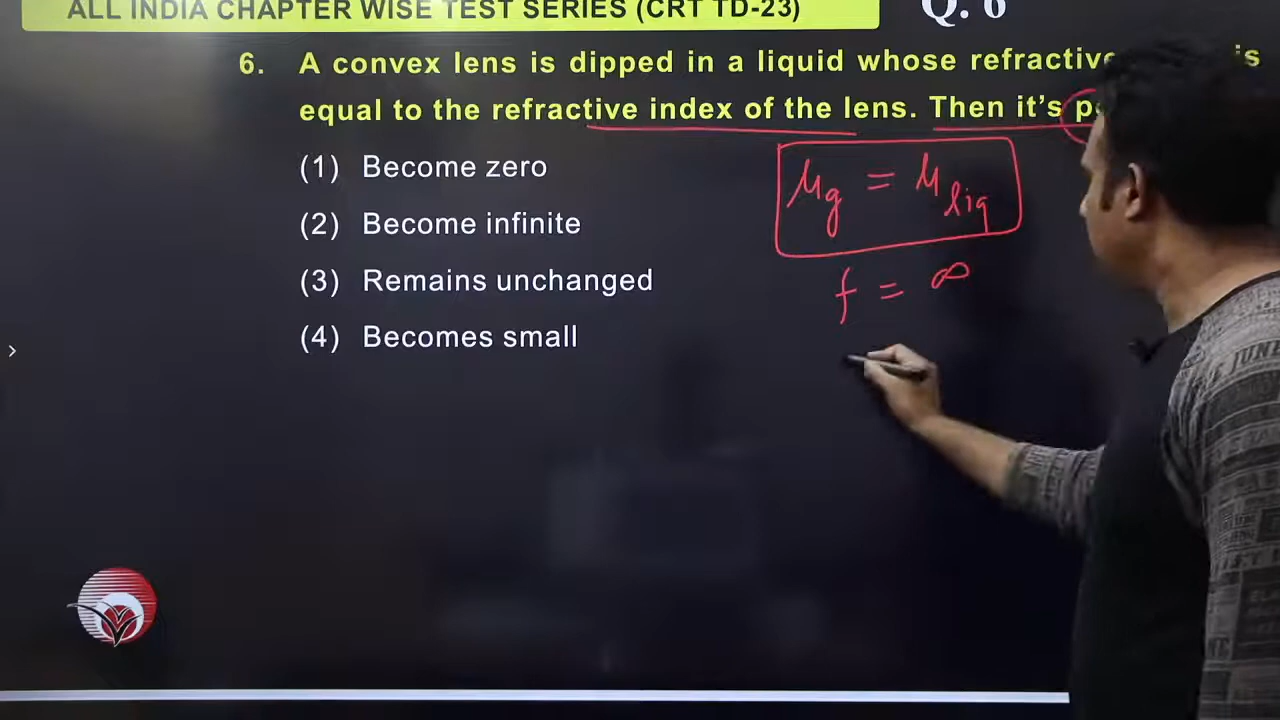 ALL INDIA CHAPTER WISE TEST SERIES (CRT TD-23)
Q. 6
6. A convex lens is dipped in a liquid whose refractive is
equal to the refractive index of the lens. Then it's
(1) Become zero
(2) Become infinite
(3) Remains unchanged
(4) Becomes small
μg = μliq
f = ∞
JUNE